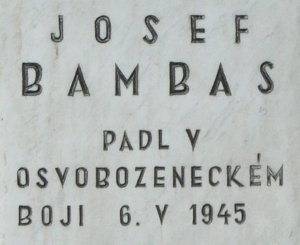 JOSEF
BAMBAS
PADL V
OSVOBOZENECKÉM
BOJI 6. V 1945